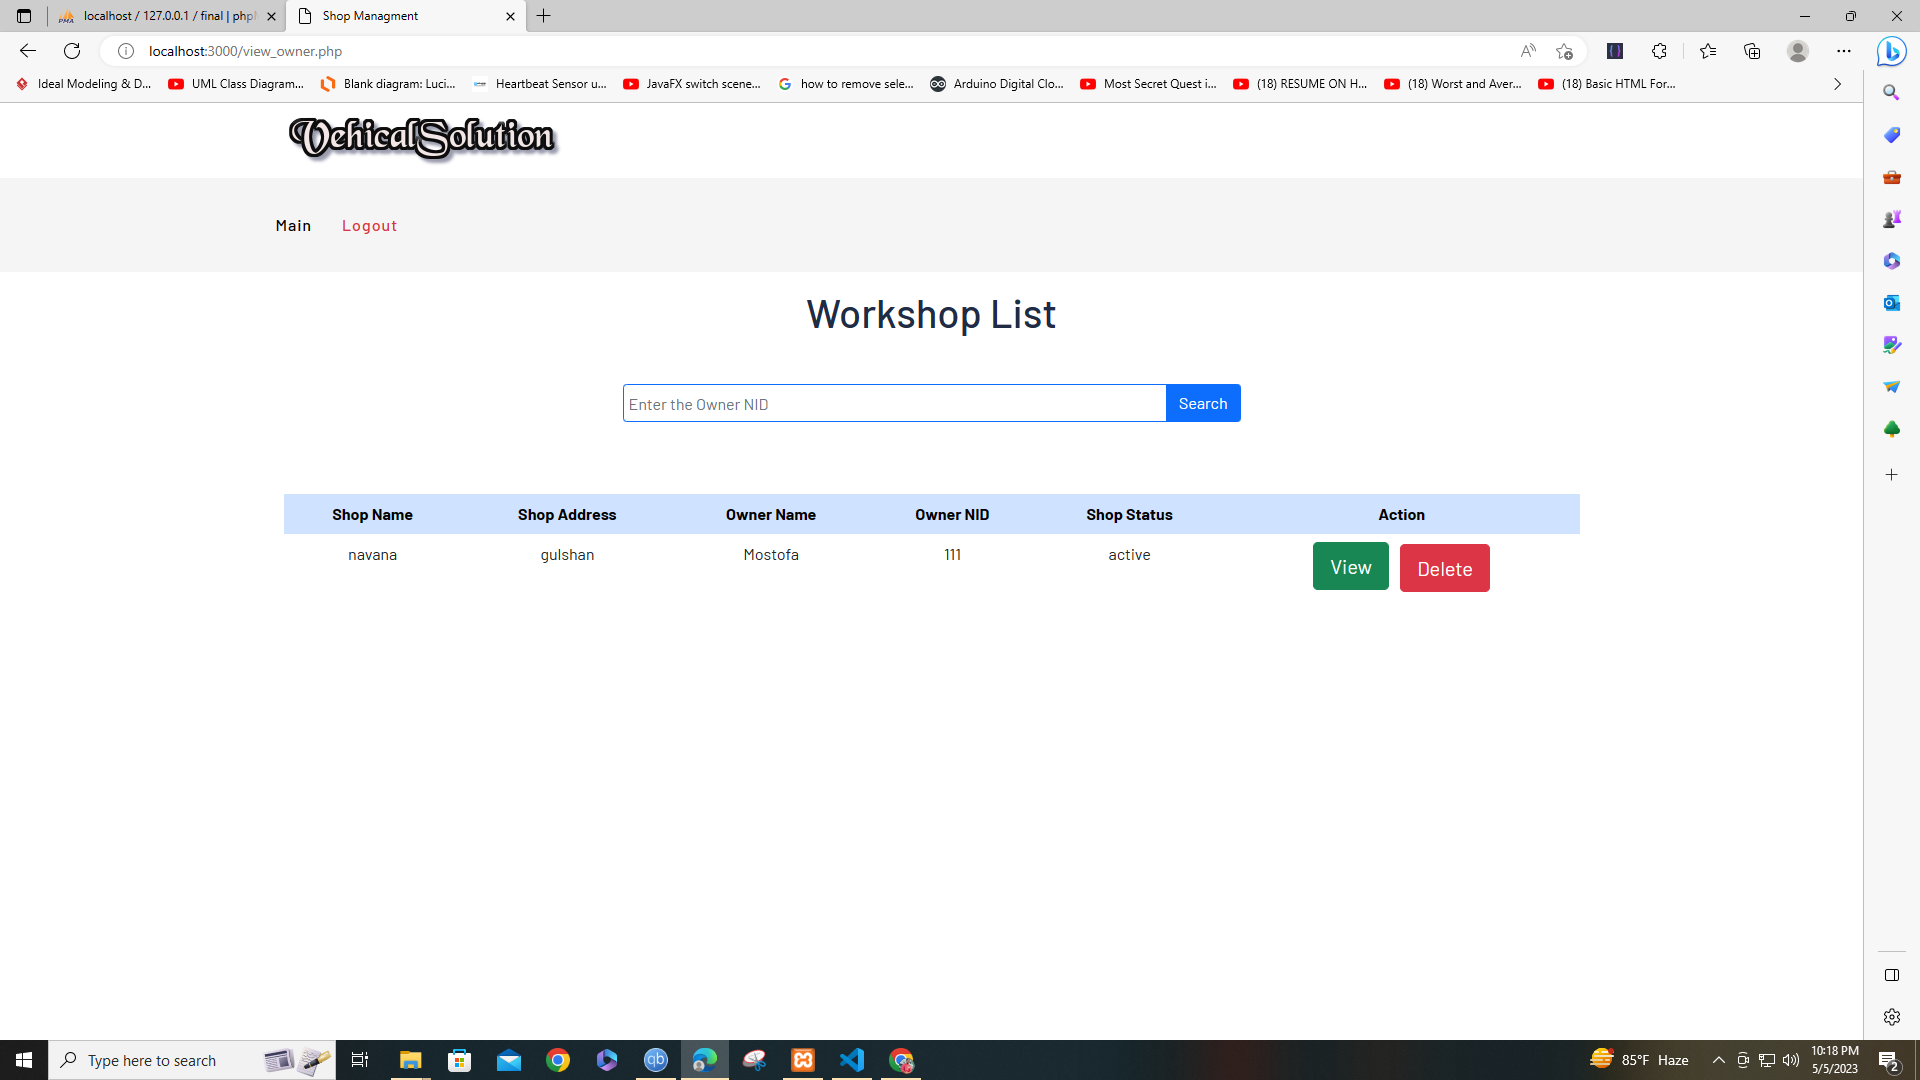 localhost / 127.0.0.1 / final | php
Shop Managment
localhost:3000/view_owner.php
Ideal Modeling & D...
UML Class Diagram...
Blank diagram: Luci...
Heartbeat Sensor u...
JavaFX switch scene...
how to remove sele...
Arduino Digital Clo...
Most Secret Quest i...
(18) RESUME ON H...
(18) Worst and Aver...
(18) Basic HTML For...
VehicalSolution
Main Logout
Workshop List
Enter the Owner NID Search
Shop Name Shop Address Owner Name Owner NID Shop Status Action
navana gulshan Mostofa 111 active View Delete
Type here to search
85°F Haze
10:18 PM
5/5/2023
2